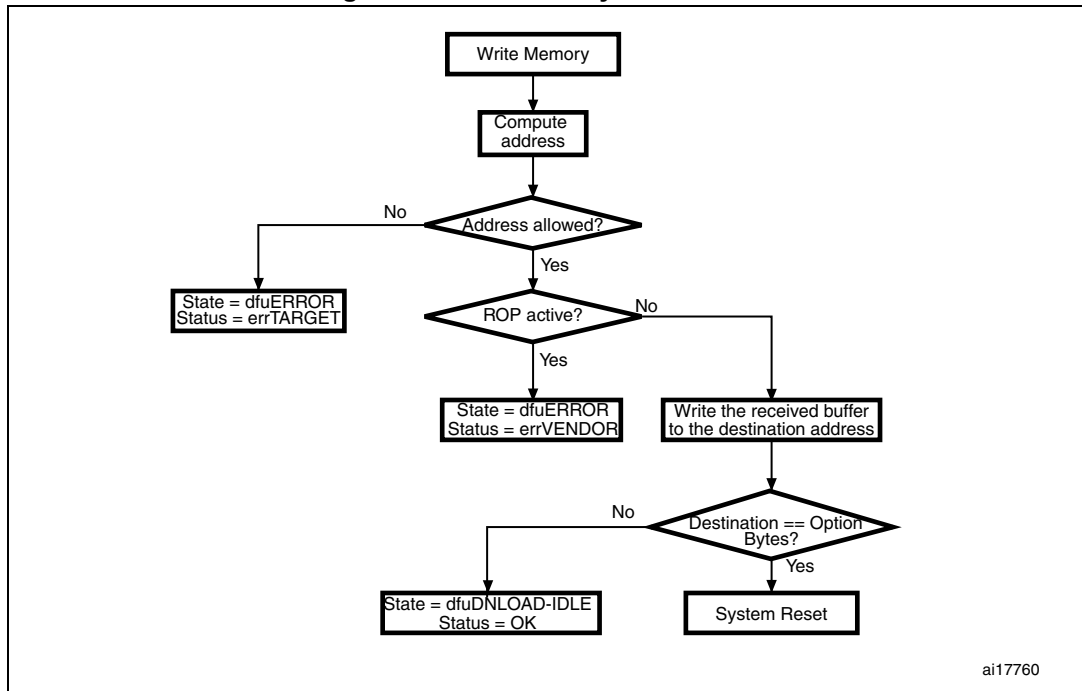 Write Memory
Compute
address
No
Address allowed?
Yes
State = dfuERROR
Status = errTARGET
ROP active?
No
Yes
State = dfuERROR
Status = errVENDOR
Write the received buffer
to the destination address
No
Destination == Option
Bytes?
Yes
State = dfuDNLOAD-IDLE
Status = OK
System Reset
ai17760